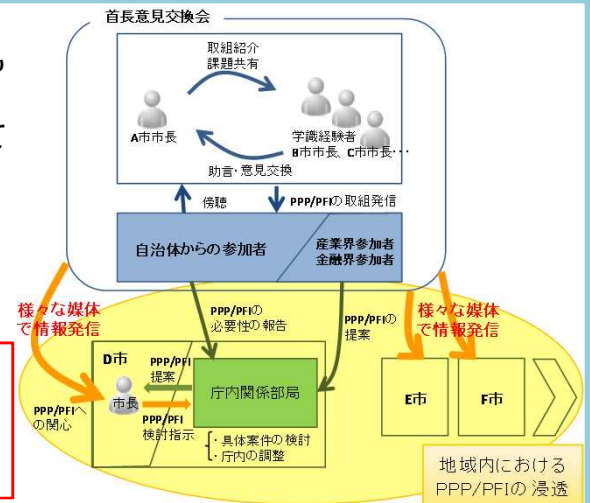 首長意見交換会
取組紹介
課題共有
A市市長
学識経験者
B市市長、C市市長・・・
助言・意見交換
傍聴
PPP/PFIの取組発信
自治体からの参加者
産業界参加者
金融界参加者
様々な媒体
で情報発信
PPP/PFIの
必要性の報告
PPP/PFIの
提案
様々な媒体
で情報発信
D市
PPP/PFI
提案
市長
庁内関係部局
PPP/PFIへ
の関心
PPP/PFI
検討指示
・具体案件の検討
・庁内の調整
E市
F市
地域内における
PPP/PFIの浸透